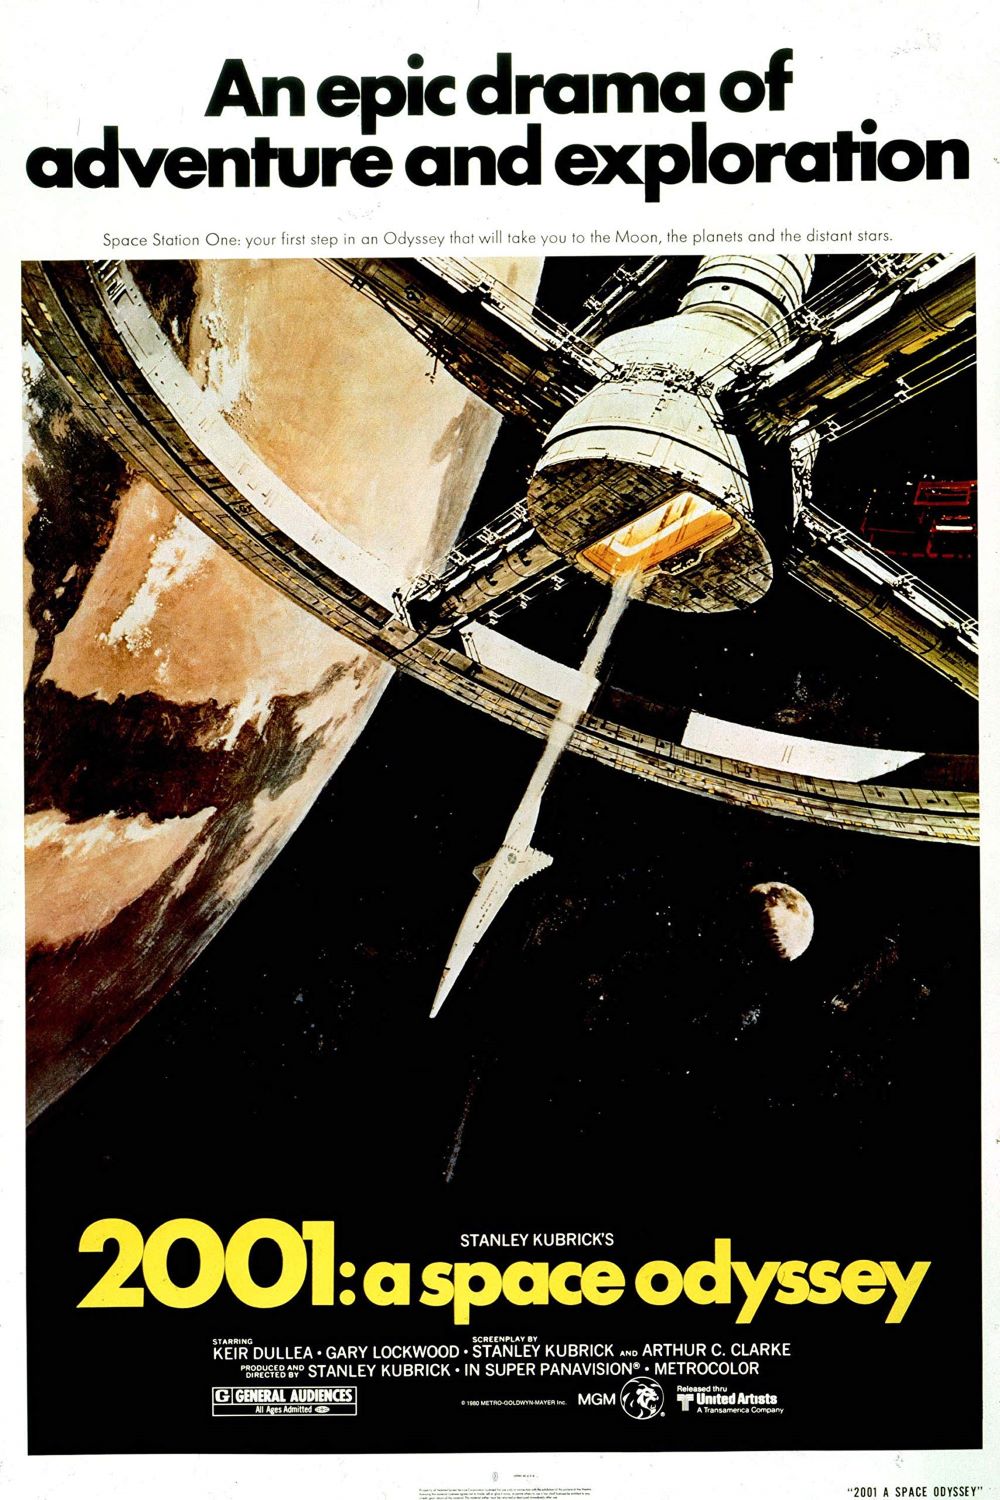 An epic drama of
adventure and exploration
Space Station One: your first step in an Odyssey that will take you to the Moon, the planets and the distant stars.
STANLEY KUBRICK'S
2001: a space odyssey
STARRING
KEIR DULLEA • GARY LOCKWOOD • SCREENPLAY BY STANLEY KUBRICK AND ARTHUR C. CLARKE
PRODUCED AND DIRECTED BY STANLEY KUBRICK • IN SUPER PANAVISION® • METROCOLOR
G GENERAL AUDIENCES
All Ages Admitted
© 1980 METRO-GOLDWYN-MAYER Inc.
MGM
Released thru
United Artists
A Transamerica Company
"2001 A SPACE ODYSSEY"